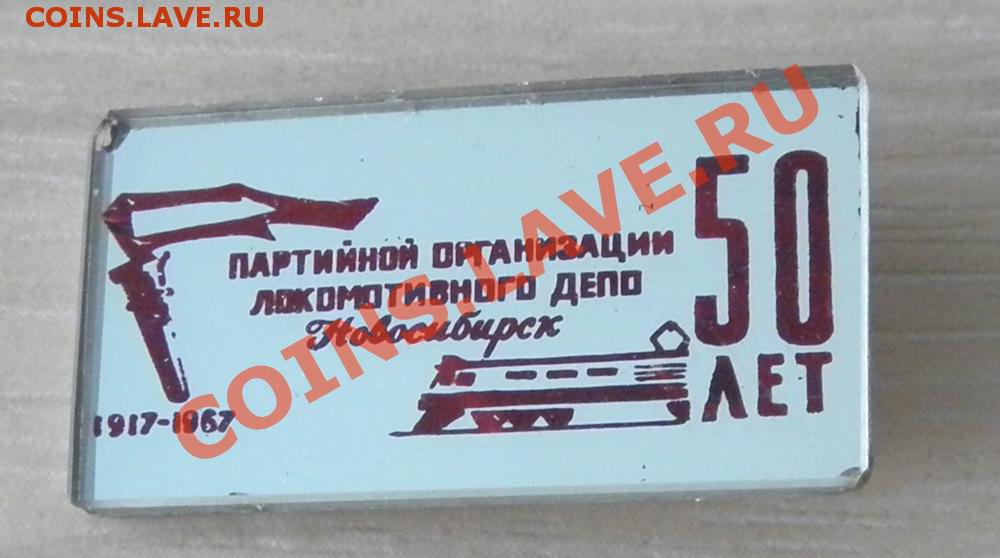 COINS.LAVE.RU
50
ПАРТИЙНОЙ ОРГАНИЗАЦИИ
ЛОКОМОТИВНОГО ДЕПО
Новосибирск
ЛЕТ
1917-1967
COINS.LAVE.RU